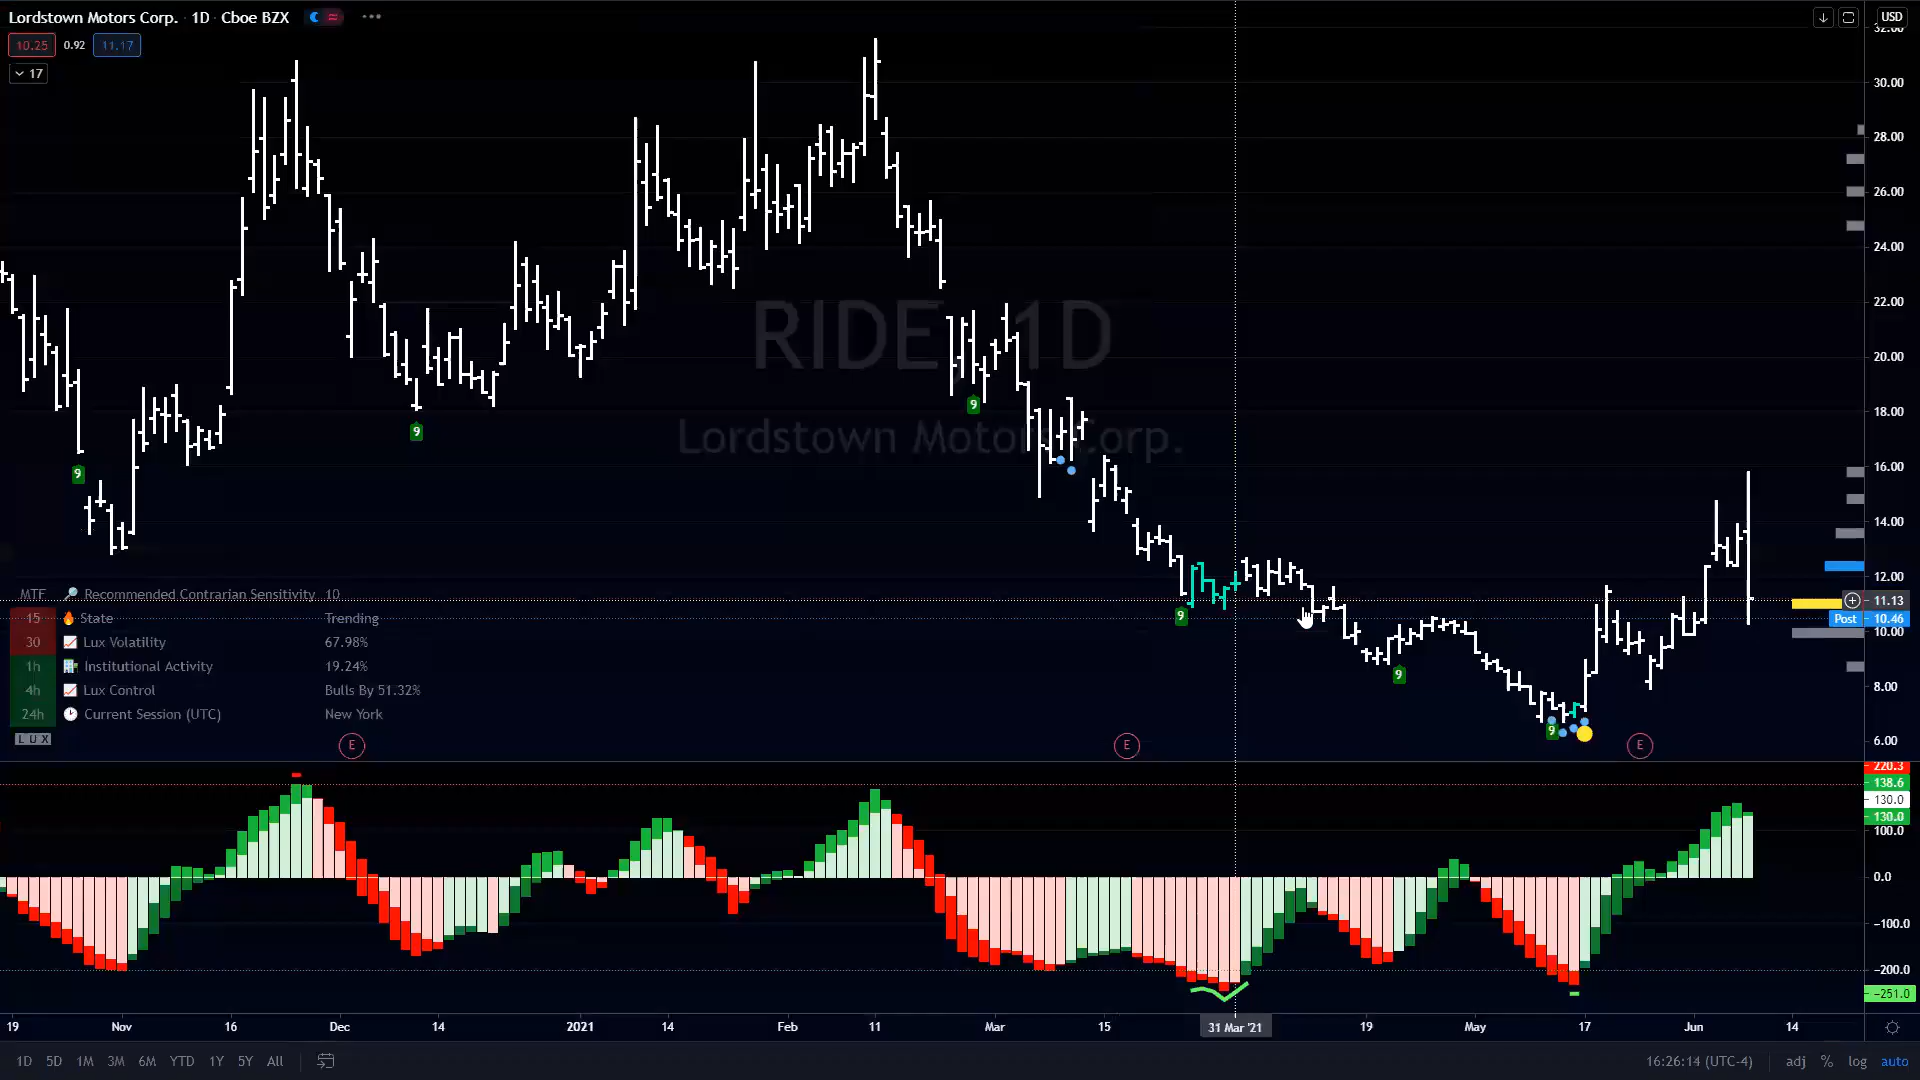 Lordstown Motors Corp. · 1D · Cboe BZX
USD
10.25 0.92 11.17
17
32.00
30.00
28.00
26.00
24.00
22.00
20.00
18.00
16.00
14.00
12.00
11.13
Post 10.46
10.00
8.00
6.00
RIDE, 1D
Lordstown Motors Corp.
9
9
9
9
9
9
MTF Recommended Contrarian Sensitivity 10
15 State Trending
30 Lux Volatility 67.98%
1h Institutional Activity 19.24%
4h Lux Control Bulls By 51.32%
24h Current Session (UTC) New York
LUX
E
E
E
220.3
138.6
130.0
130.0
100.0
0.0
−100.0
−200.0
−251.0
19 Nov 16 Dec 14 2021 14 Feb 11 Mar 15 31 Mar '21 19 May 17 Jun 14
1D 5D 1M 3M 6M YTD 1Y 5Y All
16:26:14 (UTC-4) adj % log auto